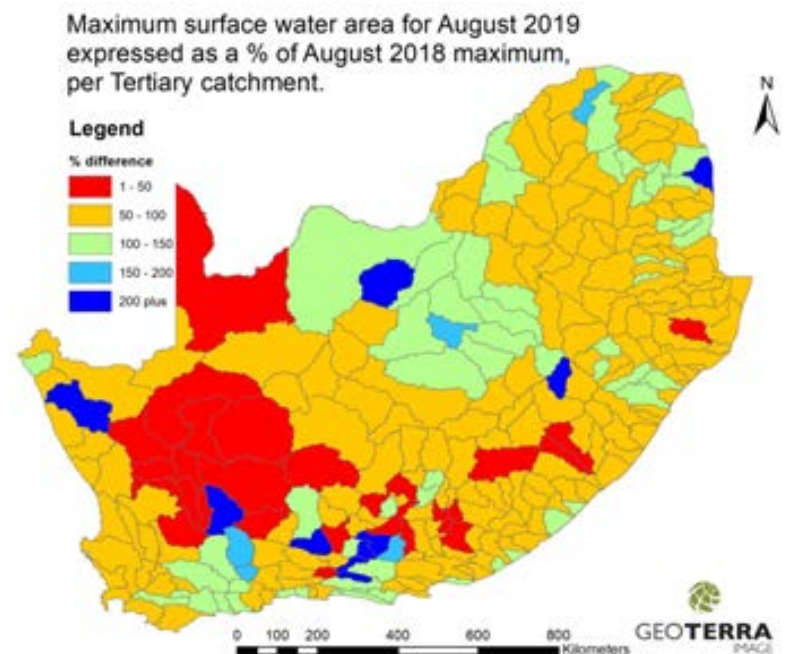 Maximum surface water area for August 2019
expressed as a % of August 2018 maximum,
per Tertiary catchment.
N
Legend
% difference
1 - 50
50 - 100
100 - 150
150 - 200
200 plus
0 100 200 400 600 800
Kilometers
GEOTERRA
IMAGE